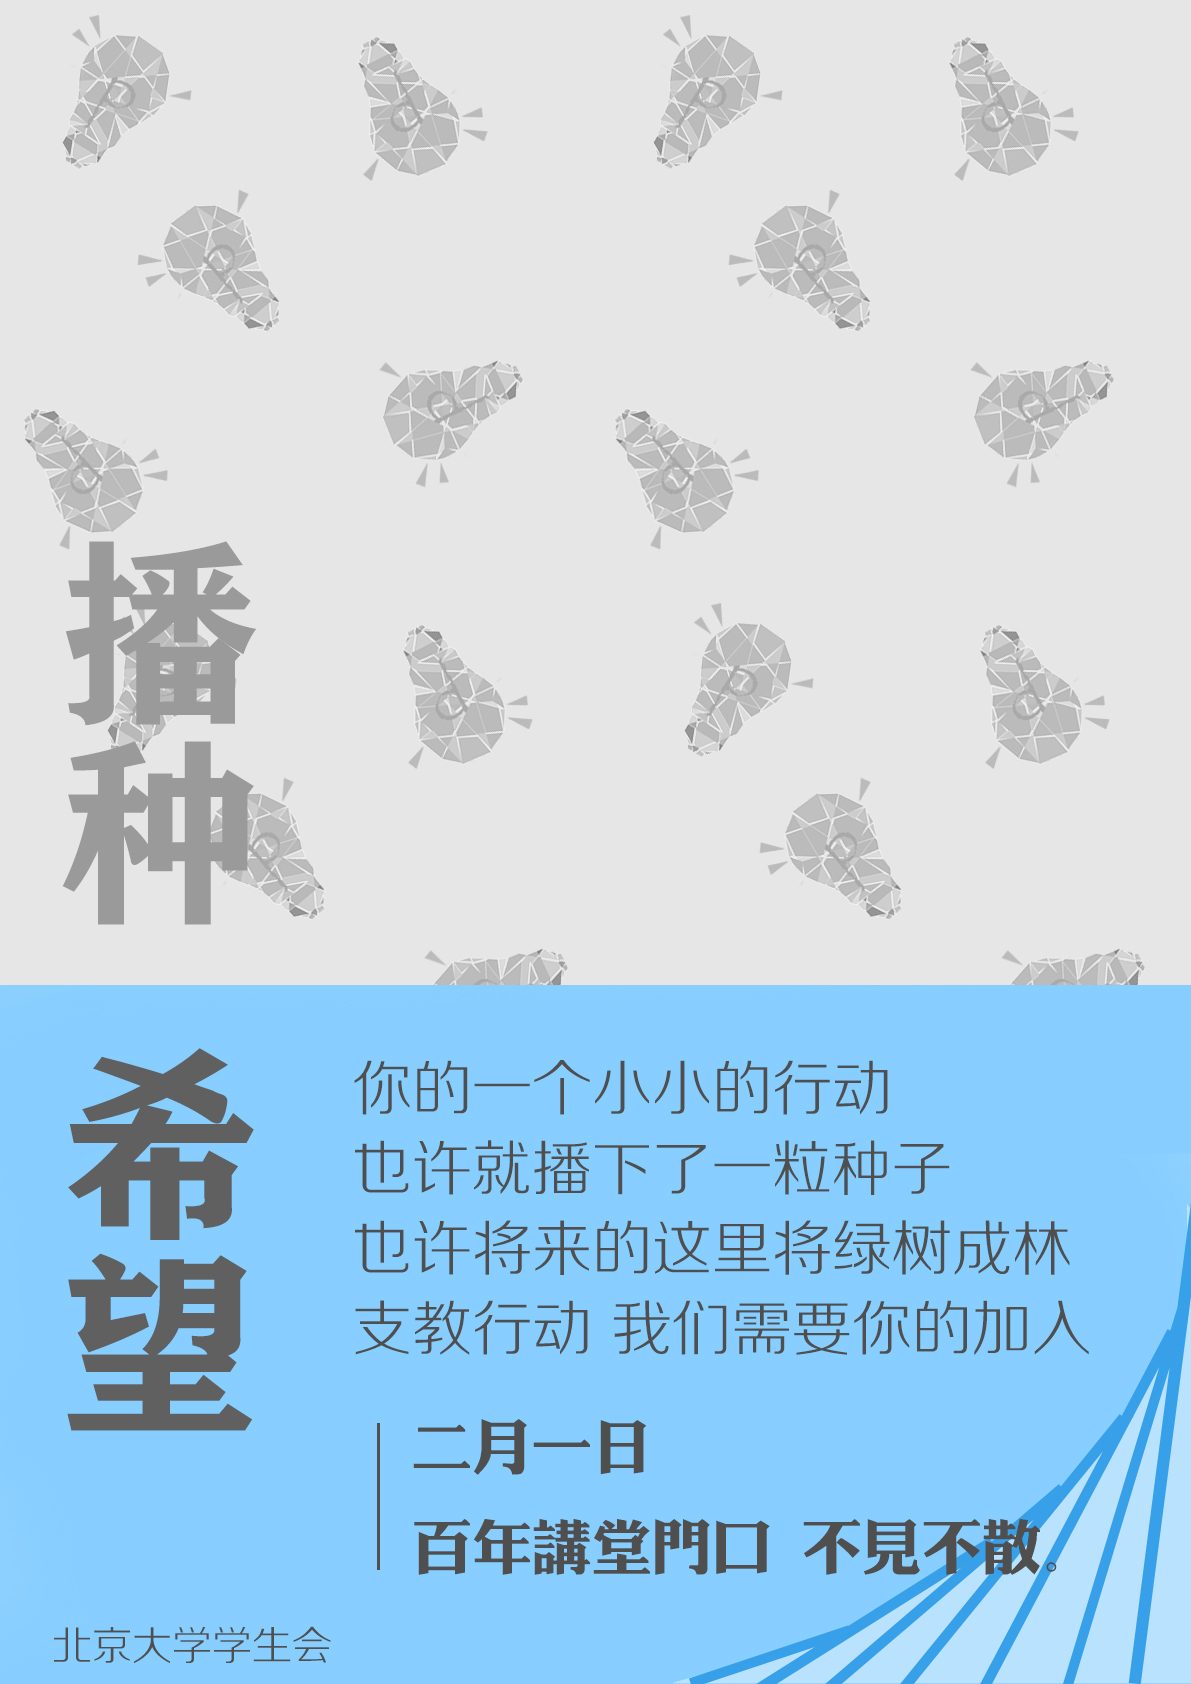 播种
希望
你的一个小小的行动
也许就播下了一粒种子
也许将来的这里将绿树成林
支教行动 我们需要你的加入
二月一日
百年講堂門口 不見不散。
北京大学学生会